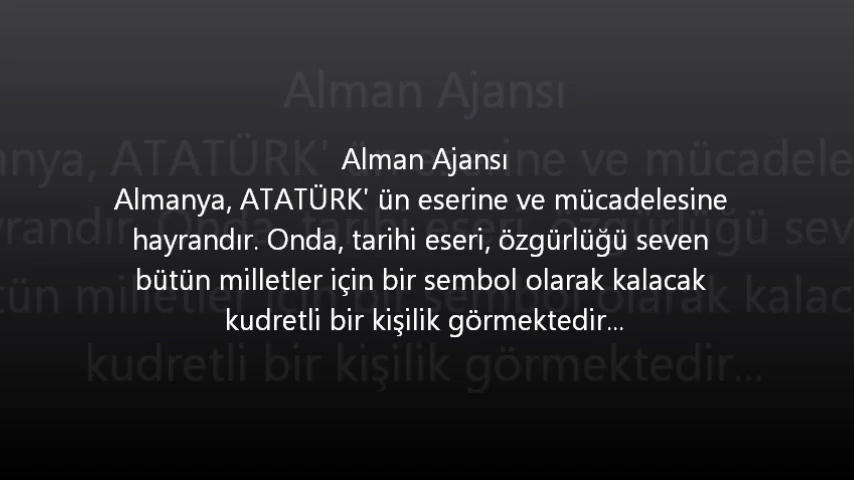 Alman Ajansı
Almanya, ATATÜRK' ün eserine ve mücadelesine
hayrandır. Onda, tarihi eseri, özgürlüğü seven
bütün milletler için bir sembol olarak kalacak
kudretli bir kişilik görmektedir...